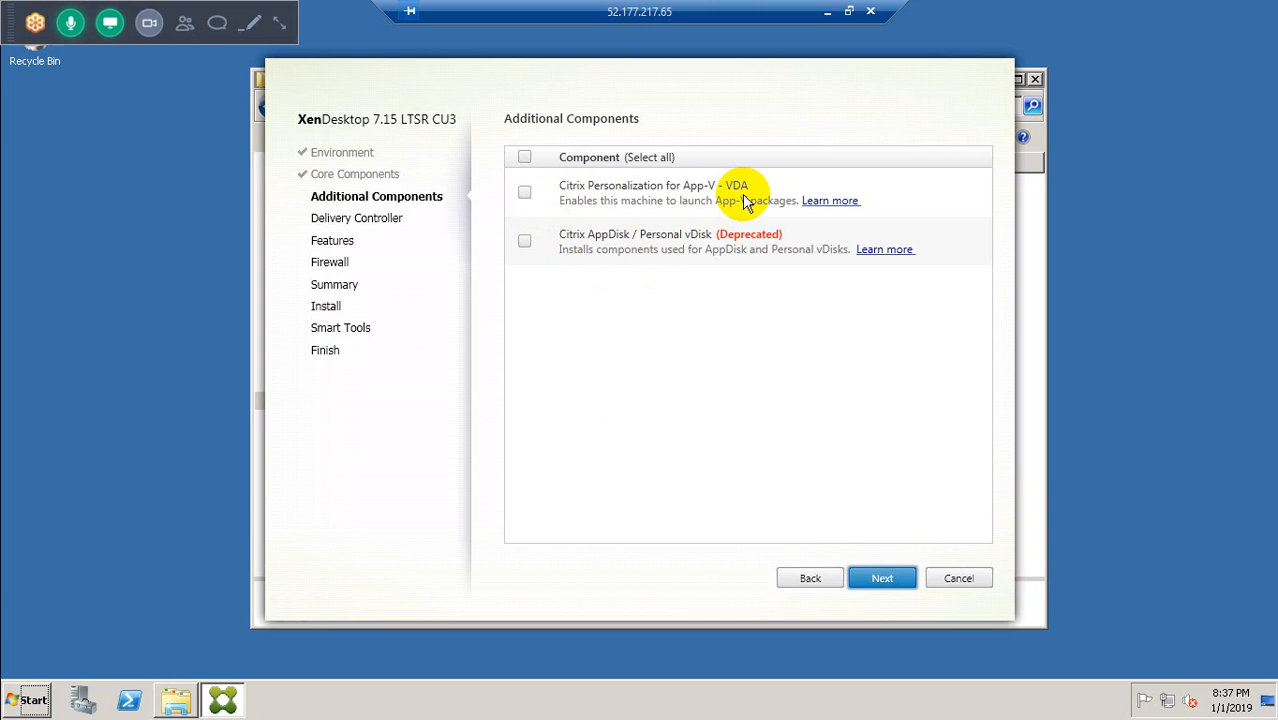 52.177.217.65
Recycle Bin
XenDesktop 7.15 LTSR CU3
Environment
Core Components
Additional Components
Delivery Controller
Features
Firewall
Summary
Install
Smart Tools
Finish
Additional Components
Component (Select all)
Citrix Personalization for App-V - VDA
Enables this machine to launch App-V packages. Learn more
Citrix AppDisk / Personal vDisk (Deprecated)
Installs components used for AppDisk and Personal vDisks. Learn more
Back
Next
Cancel
Start
8:37 PM
1/1/2019